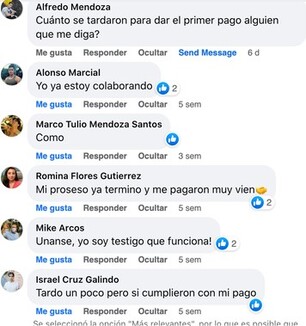 Alfredo Mendoza
Cuánto se tardaron para dar el primer pago alguien
que me diga?
Me gusta Responder Ocultar Send Message 6 d
Alonso Marcial
Yo ya estoy colaborando
2
Me gusta Responder Ocultar 5 sem
Marco Tulio Mendoza Santos
Como
Me gusta Responder Ocultar 3 sem
Romina Flores Gutierrez
Mi proseso ya termino y me pagaron muy vien🤝
2
Me gusta Responder Ocultar 5 sem
Mike Arcos
Unanse, yo soy testigo que funciona!
2
Me gusta Responder Ocultar 5 sem
Israel Cruz Galindo
Tardo un poco pero si cumplieron con mi pago
Me gusta Responder Ocultar 5 sem
Se seleccionó la opción "Más relevantes", por lo que es posible que